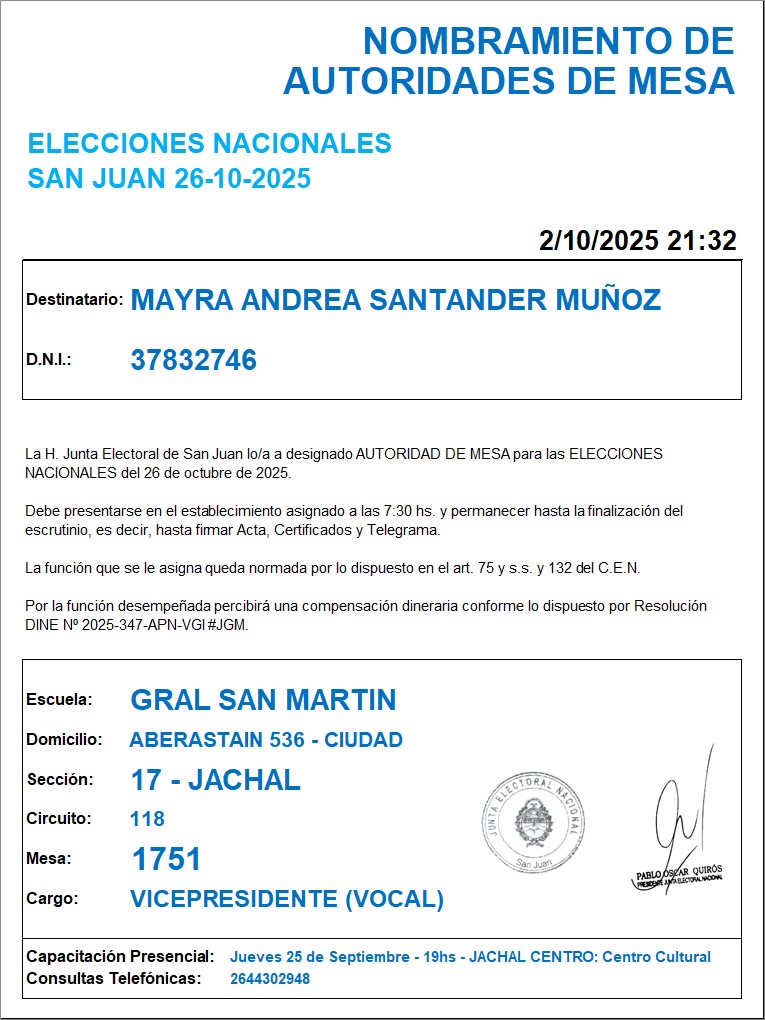 NOMBRAMIENTO DE
AUTORIDADES DE MESA
ELECCIONES NACIONALES
SAN JUAN 26-10-2025
2/10/2025 21:32
Destinatario: MAYRA ANDREA SANTANDER MUÑOZ
D.N.I.: 37832746
La H. Junta Electoral de San Juan lo/a a designado AUTORIDAD DE MESA para las ELECCIONES
NACIONALES del 26 de octubre de 2025.
Debe presentarse en el establecimiento asignado a las 7:30 hs. y permanecer hasta la finalización del
escrutinio, es decir, hasta firmar Acta, Certificados y Telegrama.
La función que se le asigna queda normada por lo dispuesto en el art. 75 y s.s. y 132 del C.E.N.
Por la función desempeñada percibirá una compensación dineraria conforme lo dispuesto por Resolución
DINE Nº 2025-347-APN-VGI#JGM.
Escuela: GRAL SAN MARTIN
Domicilio: ABERASTAIN 536 - CIUDAD
Sección: 17 - JACHAL
Circuito: 118
Mesa: 1751
Cargo: VICEPRESIDENTE (VOCAL)
JUNTA ELECTORAL NACIONAL
San Juan
PABLO OSCAR QUIRÓS
PRESIDENTE JUNTA ELECTORAL NACIONAL
Capacitación Presencial: Jueves 25 de Septiembre - 19hs - JACHAL CENTRO: Centro Cultural
Consultas Telefónicas: 2644302948